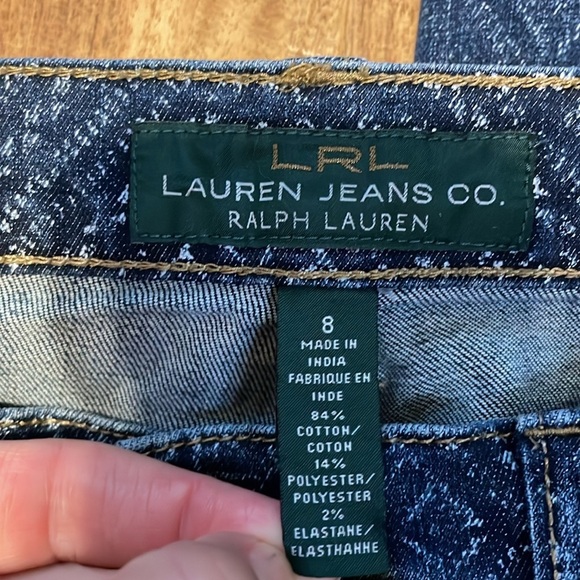 LRL
LAUREN JEANS CO.
RALPH LAUREN
8
MADE IN
INDIA
FABRIQUE EN
INDE
84%
COTTON/
COTON
14%
POLYESTER/
POLYESTER
2%
ELASTANE/
ELASTHANNE